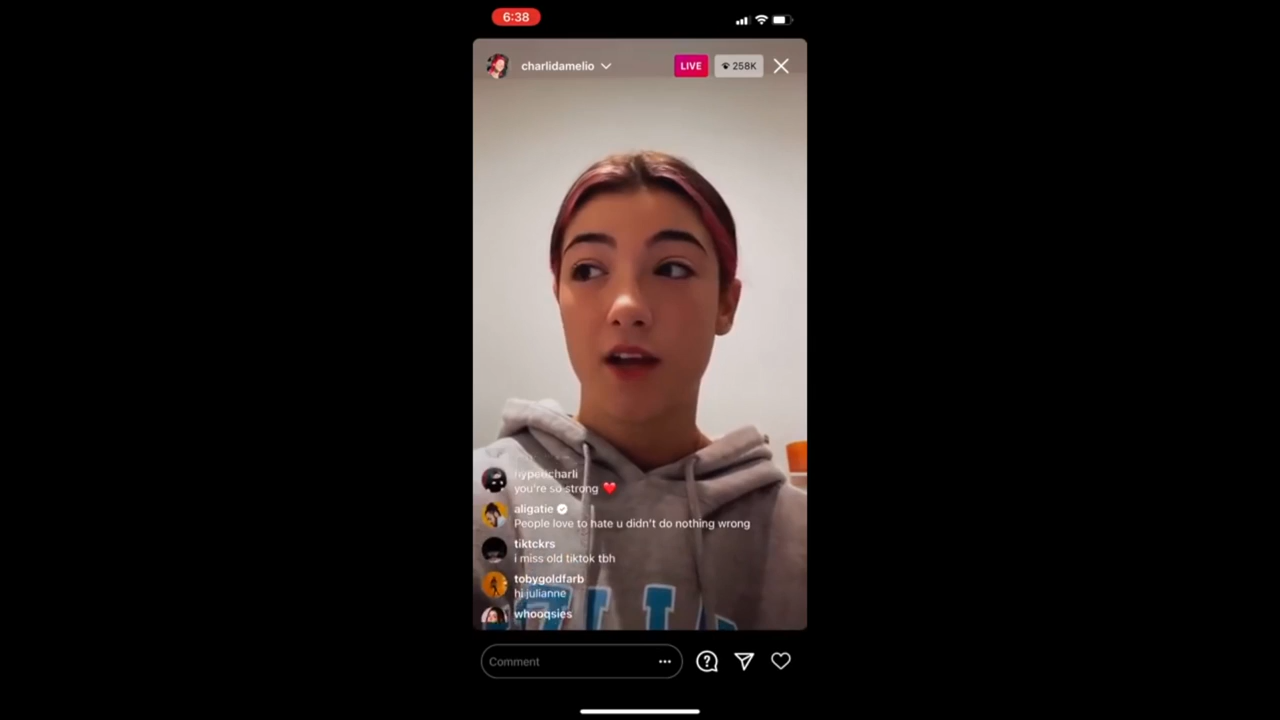 6:38
charlidamelio
LIVE 258K
hypedcharli
you're so strong ❤️
aligatie
People love to hate u didn't do nothing wrong
tiktckrs
i miss old tiktok tbh
tobygoldfarb
hi julianne
whooqsies
Comment